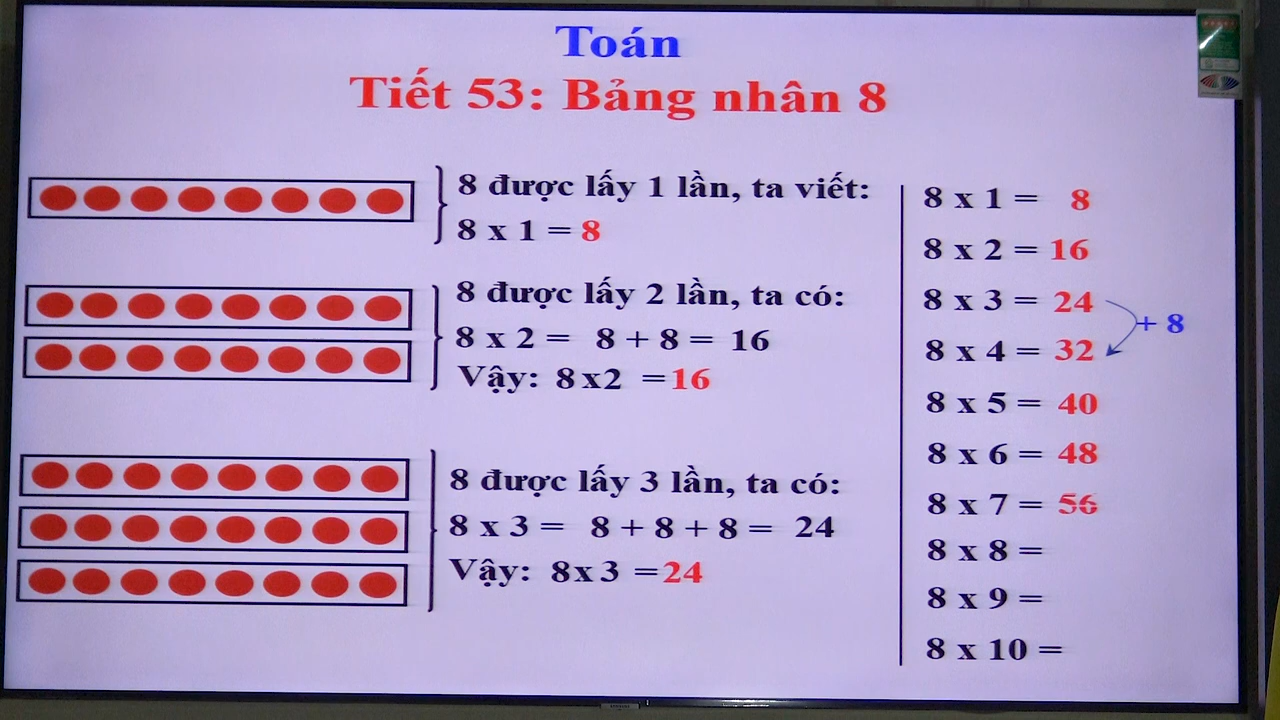 Toán
Tiết 53: Bảng nhân 8
8 được lấy 1 lần, ta viết:
8 x 1 = 8
8 được lấy 2 lần, ta có:
8 x 2 = 8 + 8 = 16
Vậy: 8 x2 =16
8 được lấy 3 lần, ta có:
8 x 3 = 8 + 8 + 8 = 24
Vậy: 8x3 =24
8 x 1 = 8
8 x 2 = 16
8 x 3 = 24
+ 8
8 x 4 = 32
8 x 5 = 40
8 x 6 = 48
8 x 7 = 56
8 x 8 =
8 x 9 =
8 x 10 =